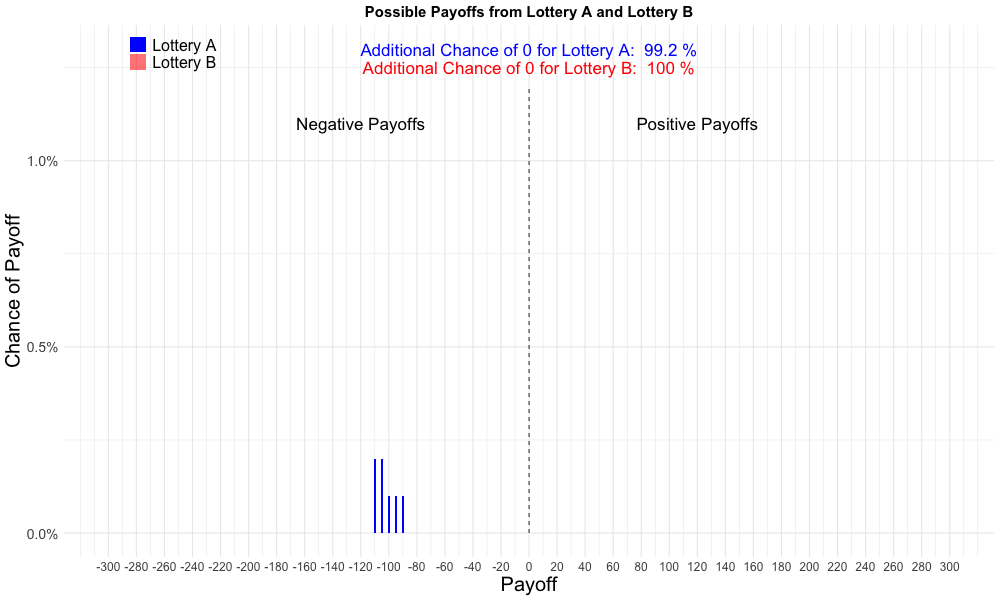 Possible Payoffs from Lottery A and Lottery B
Lottery A
Lottery B
Additional Chance of 0 for Lottery A:  99.2 %
Additional Chance of 0 for Lottery B:  100 %
Negative Payoffs
Positive Payoffs
Chance of Payoff
1.0%
0.5%
0.0%
-300 -280 -260 -240 -220 -200 -180 -160 -140 -120 -100 -80 -60 -40 -20 0 20 40 60 80 100 120 140 160 180 200 220 240 260 280 300
Payoff